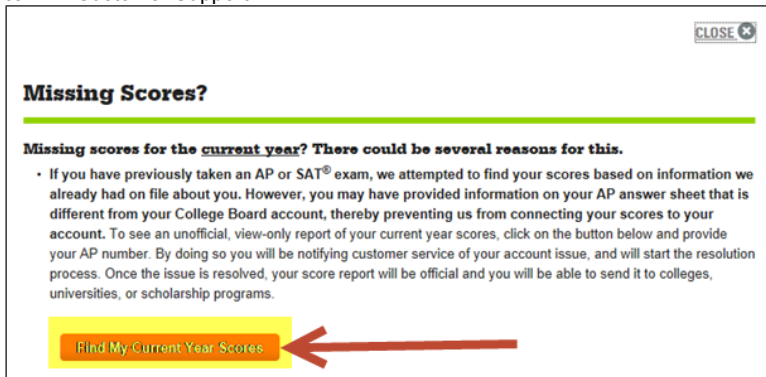 CLOSE
Missing Scores?
Missing scores for the current year? There could be several reasons for this.
• If you have previously taken an AP or SAT® exam, we attempted to find your scores based on information we
already had on file about you. However, you may have provided information on your AP answer sheet that is
different from your College Board account, thereby preventing us from connecting your scores to your
account. To see an unofficial, view-only report of your current year scores, click on the button below and provide
your AP number. By doing so you will be notifying customer service of your account issue, and will start the resolution
process. Once the issue is resolved, your score report will be official and you will be able to send it to colleges,
universities, or scholarship programs.
Find My Current Year Scores